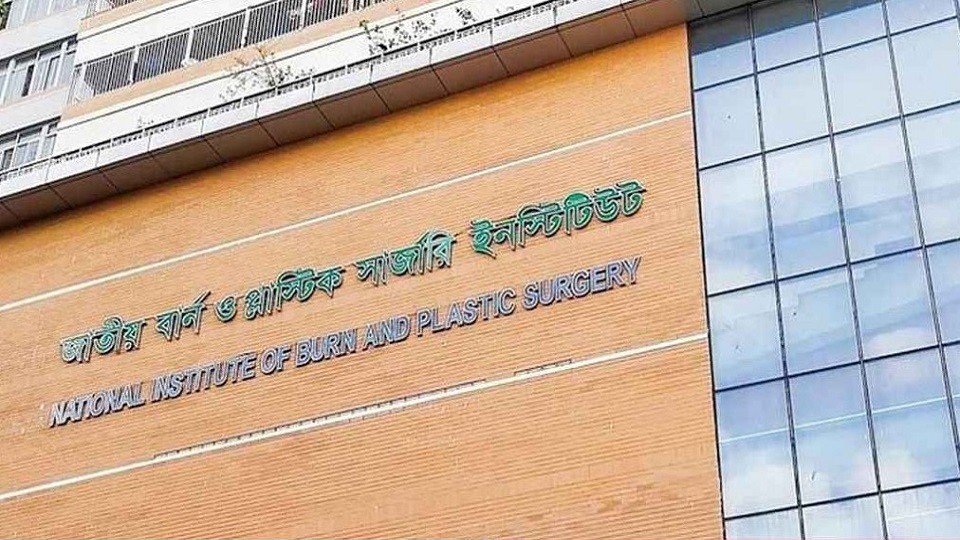 জাতীয় বার্ন ও প্লাস্টিক সার্জারি ইনস্টিটিউট
NATIONAL INSTITUTE OF BURN AND PLASTIC SURGERY